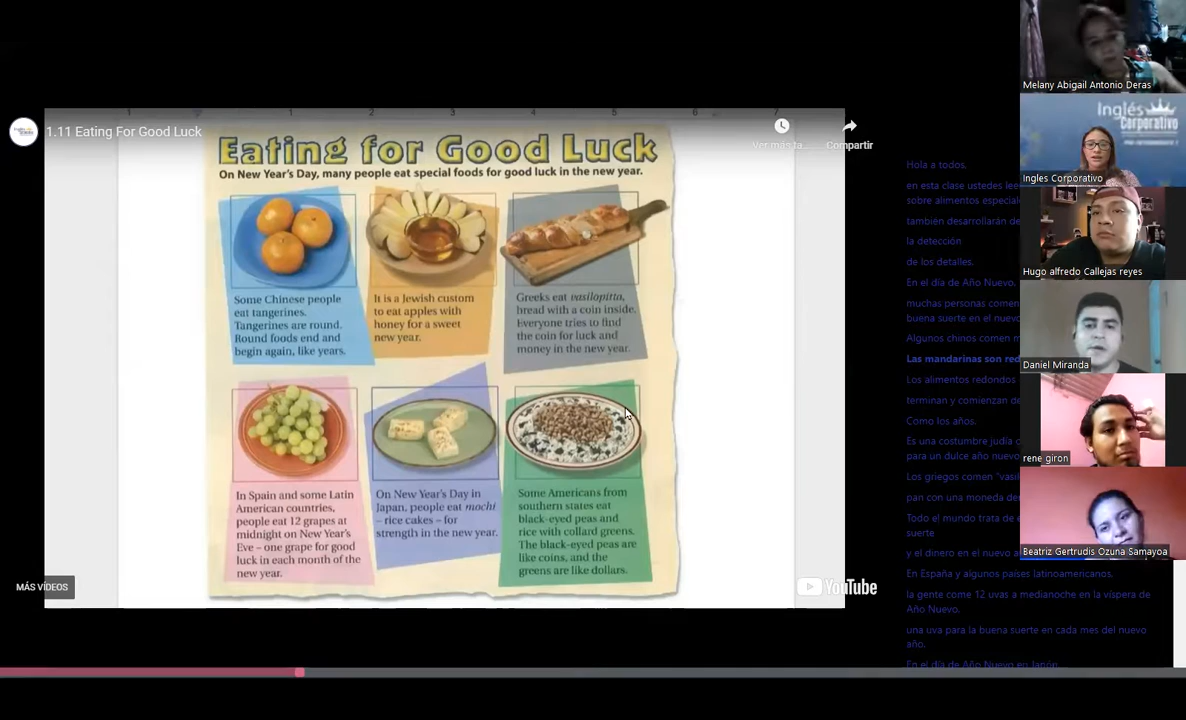 1.11 Eating For Good Luck
Ver más ta...
Compartir
Eating for Good Luck
On New Year's Day, many people eat special foods for good luck in the new year.
Some Chinese people
eat tangerines.
Tangerines are round.
Round foods end and
begin again, like years.
It is a Jewish custom
to eat apples with
honey for a sweet
new year.
Greeks eat vasilopitta,
bread with a coin inside.
Everyone tries to find
the coin for luck and
money in the new year.
In Spain and some Latin
American countries,
people eat 12 grapes at
midnight on New Year's
Eve – one grape for good
luck in each month of the
new year.
On New Year's Day in
Japan, people eat mochi
– rice cakes – for
strength in the new year.
Some Americans from
southern states eat
black-eyed peas and
rice with collard greens.
The black-eyed peas are
like coins, and the
greens are like dollars.
MÁS VÍDEOS
YouTube
Hola a todos,
en esta clase ustedes
sobre alimentos
también desarrollarán
la detección
de los detalles.
En el día de Año Nuevo,
muchas personas comen
buena suerte en el
Algunos chinos comen
Las mandarinas son
Los alimentos redondos
terminan y comienzan
Como los años.
Es una costumbre judía
para un dulce año
Los griegos comen
pan con una moneda
Todo el mundo trata de
suerte
y el dinero en el nuevo
En España y algunos países latinoamericanos,
la gente come 12 uvas a medianoche en la víspera de
Año Nuevo,
una uva para la buena suerte en cada mes del nuevo
año.
En el día de Año Nuevo en Japón,
Melany Abigail Antonio Deras
Inglés
Corporativo
Ingles Corporativo
Hugo alfredo Callejas reyes
Daniel Miranda
rene giron
Beatriz Gertrudis Ozuna Samayoa